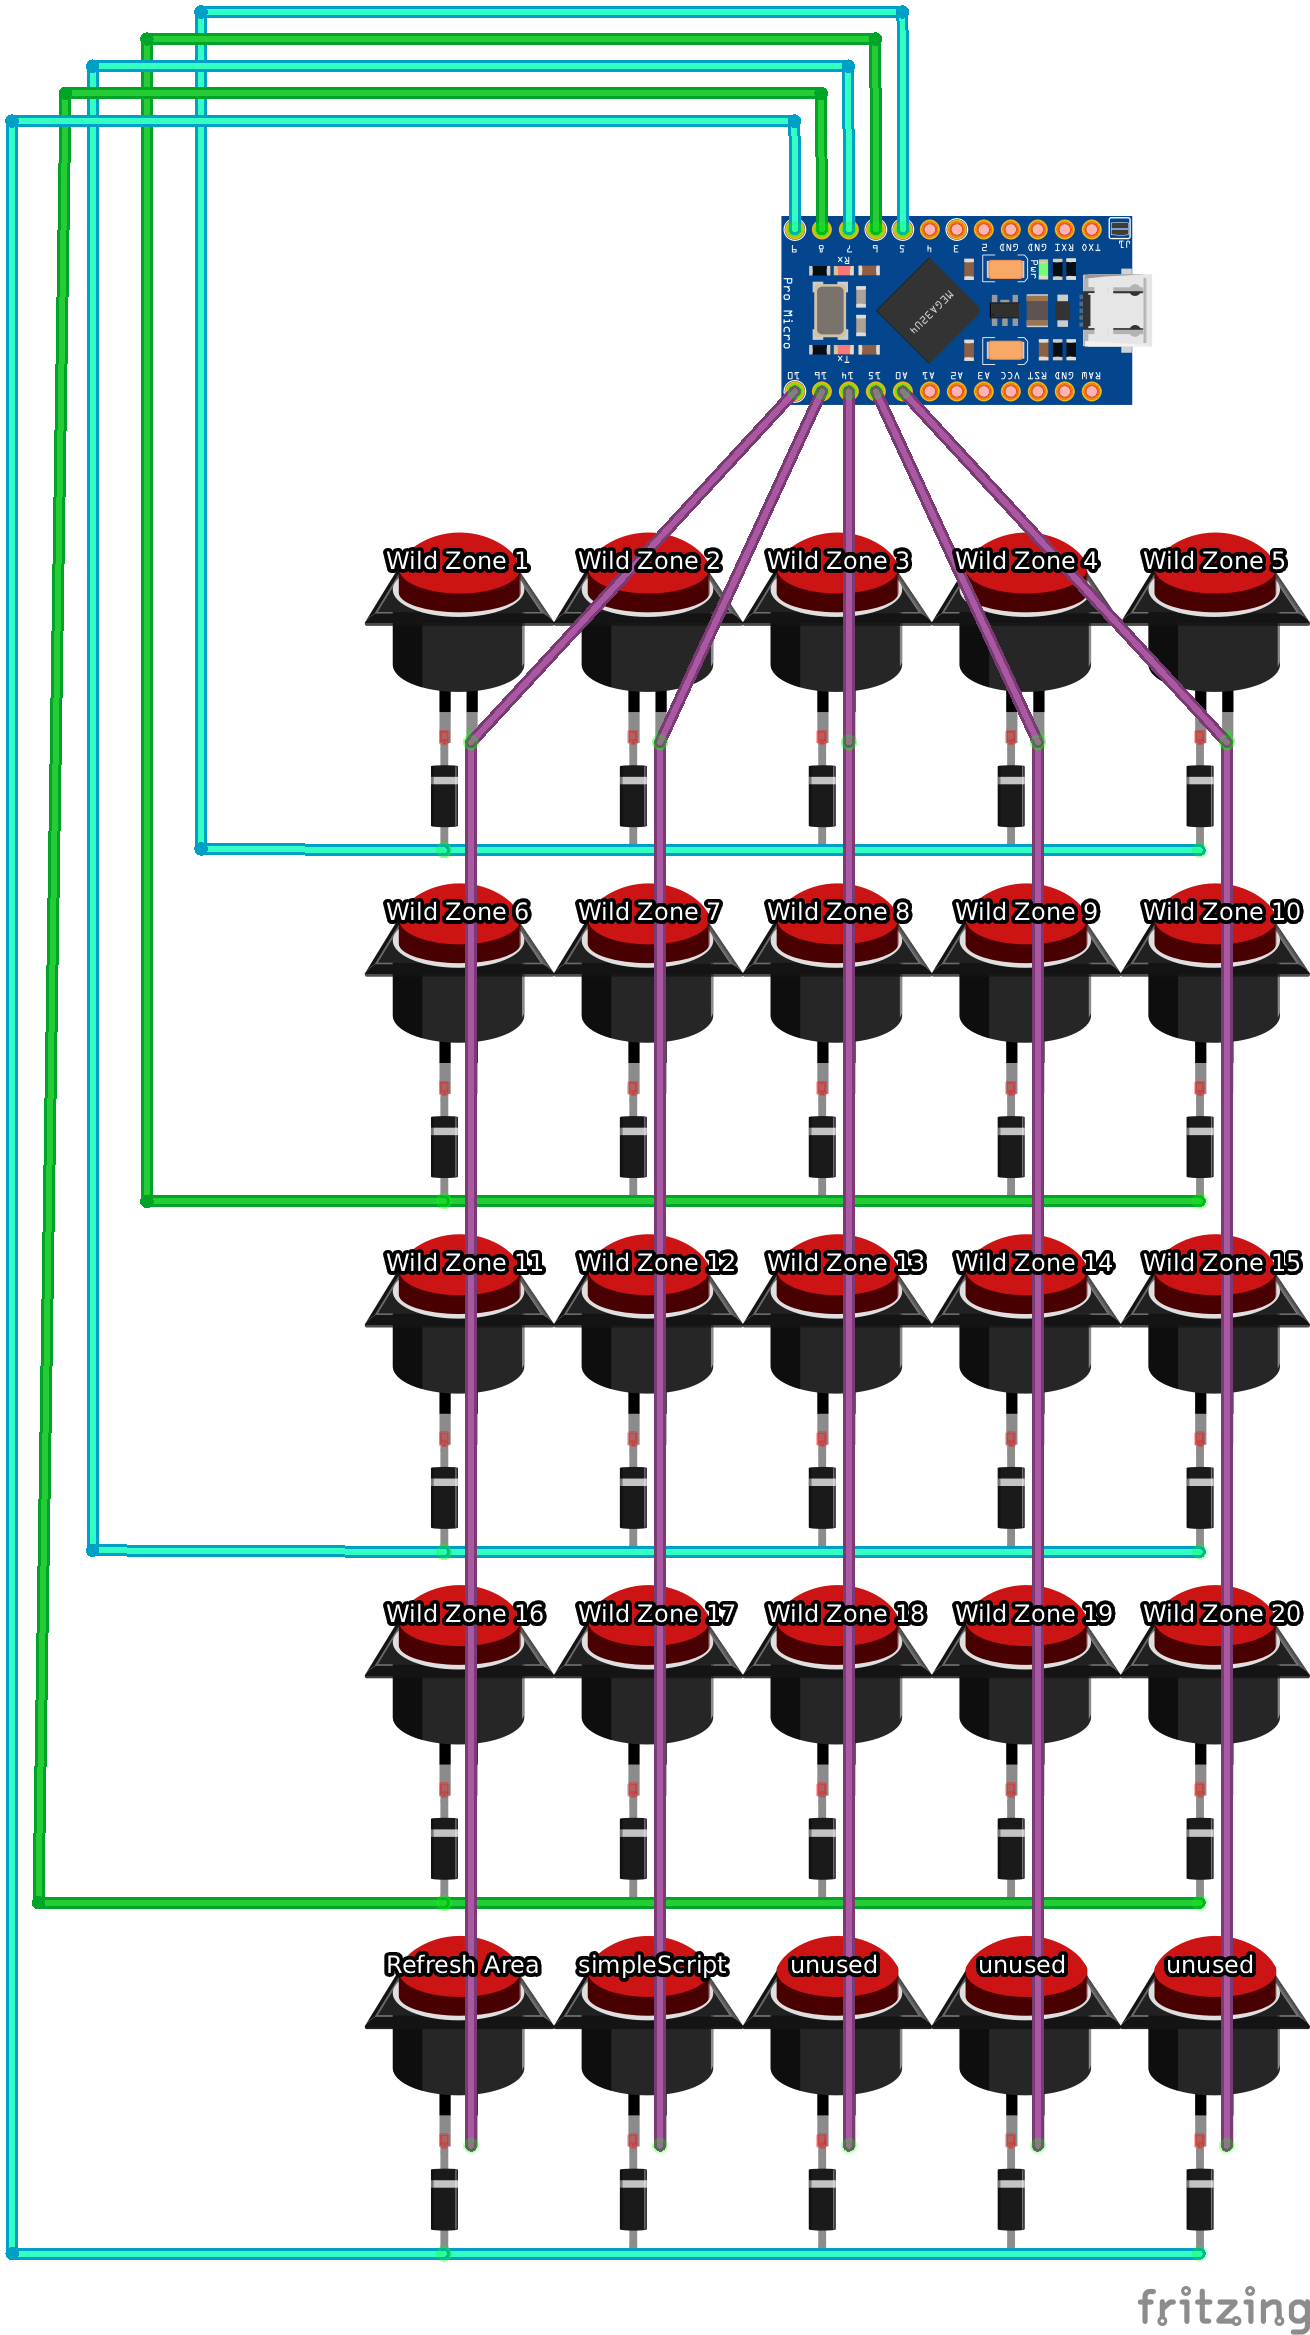 9 8 7 6 5 4 3 2 GND GND RXI TXO
J1
Rx
PWR
Pro Micro
MEGA32U4
Tx
10 16 14 15 A0 A1 A2 A3 VCC RST GND RAW
Wild Zone 1 Wild Zone 2 Wild Zone 3 Wild Zone 4 Wild Zone 5
Wild Zone 6 Wild Zone 7 Wild Zone 8 Wild Zone 9 Wild Zone 10
Wild Zone 11 Wild Zone 12 Wild Zone 13 Wild Zone 14 Wild Zone 15
Wild Zone 16 Wild Zone 17 Wild Zone 18 Wild Zone 19 Wild Zone 20
Refresh Area simpleScript unused unused unused
fritzing